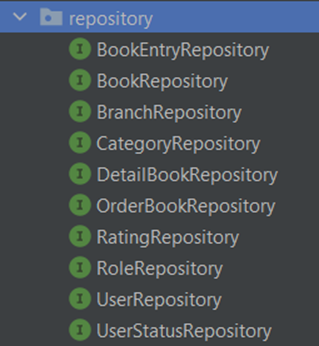 repository
I BookEntryRepository
I BookRepository
I BranchRepository
I CategoryRepository
I DetailBookRepository
I OrderBookRepository
I RatingRepository
I RoleRepository
I UserRepository
I UserStatusRepository